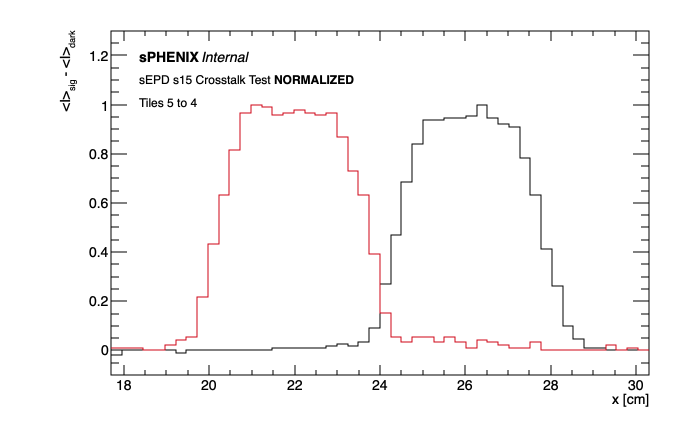 <I>sig - <I>dark
sPHENIX Internal
sEPD s15 Crosstalk Test NORMALIZED
Tiles 5 to 4
1.2
1
0.8
0.6
0.4
0.2
0
18 20 22 24 26 28 30
x [cm]